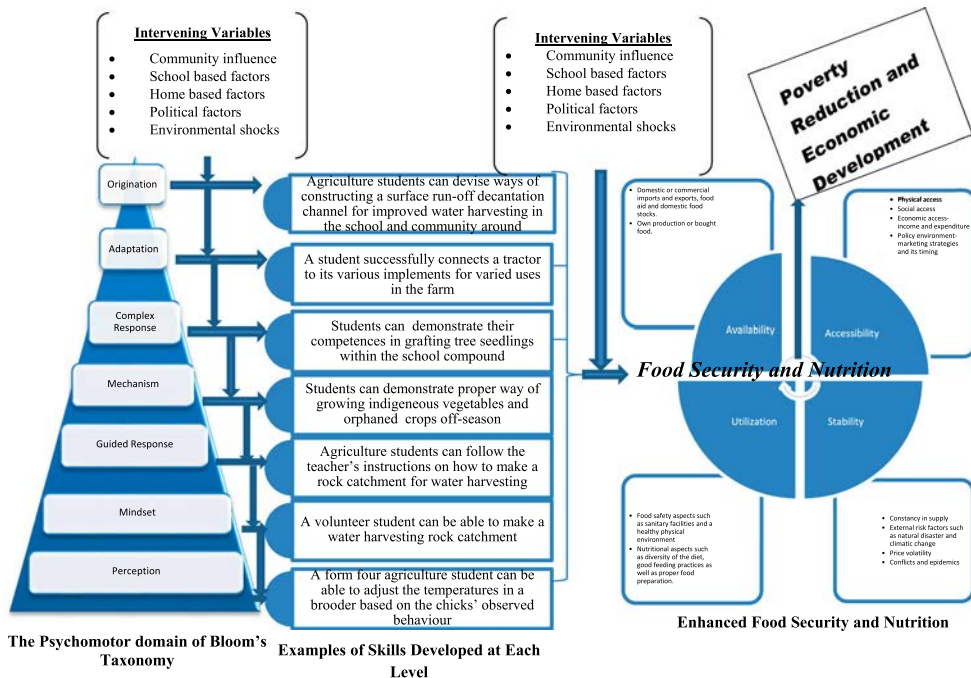 Intervening Variables
• Community influence
• School based factors
• Home based factors
• Political factors
• Environmental shocks
Intervening Variables
• Community influence
• School based factors
• Home based factors
• Political factors
• Environmental shocks
Poverty
Reduction and
Economic
Development
Origination
Adaptation
Complex
Response
Mechanism
Guided Response
Mindset
Perception
The Psychomotor domain of Bloom's
Taxonomy
Agriculture students can devise ways of
constructing a surface run-off decantation
channel for improved water harvesting in
the school and community around
A student successfully connects a tractor
to its various implements for varied uses
in the farm
Students can demonstrate their
competences in grafting tree seedlings
within the school compound
Students can demonstrate proper way of
growing indigeneous vegetables and
orphaned crops off-season
Agriculture students can follow the
teacher's instructions on how to make a
rock catchment for water harvesting
A volunteer student can be able to make a
water harvesting rock catchment
A form four agriculture student can be
able to adjust the temperatures in a
brooder based on the chicks' observed
behaviour
Examples of Skills Developed at Each
Level
• Domestic or commercial
imports and exports, food
aid and domestic food
stocks.
• Own production or bought
food.
• Physical access
• Social access
• Economic access-
income and expenditure
• Policy environment-
marketing strategies
and its timing
Availability
Accessibility
Food Security and Nutrition
Utilization
Stability
• Food safety aspects such
as sanitary facilities and a
healthy physical
environment
• Nutritional aspects such
as diversity of the diet,
good feeding practices as
well as proper food
preparation.
• Constancy in supply
• External risk factors such
as natural disaster and
climatic change
• Price volatility
• Conflicts and epidemics
Enhanced Food Security and Nutrition